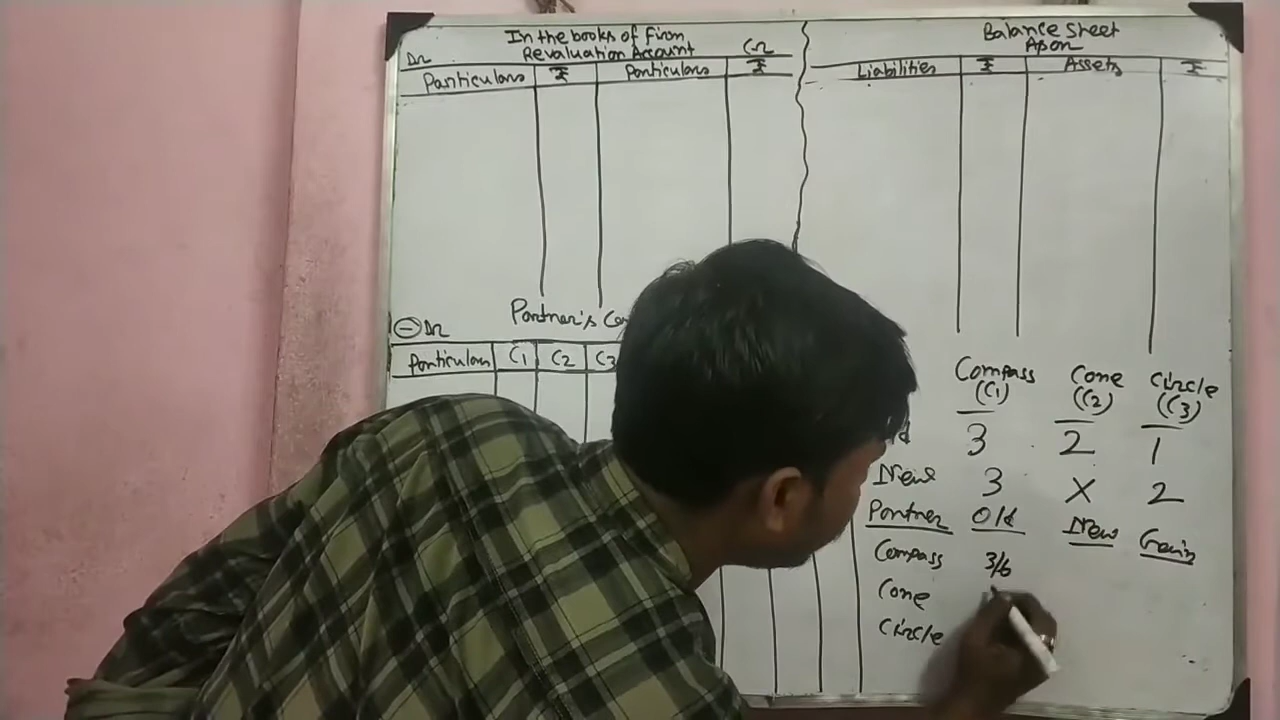 In the books of Firm
Revaluation Account
Dr
Cr
Particulars ₹ Particulars ₹
Balance Sheet
As on
Liabilities ₹ Assets ₹
Partner's
⊖ Dr
Particulars C1 C2 C3
Compass Cone Circle
(C1) (C2) (C3)
3 2 1
New 3 X 2
Partner Old New Gain
Compass 3/6
Cone
Circle